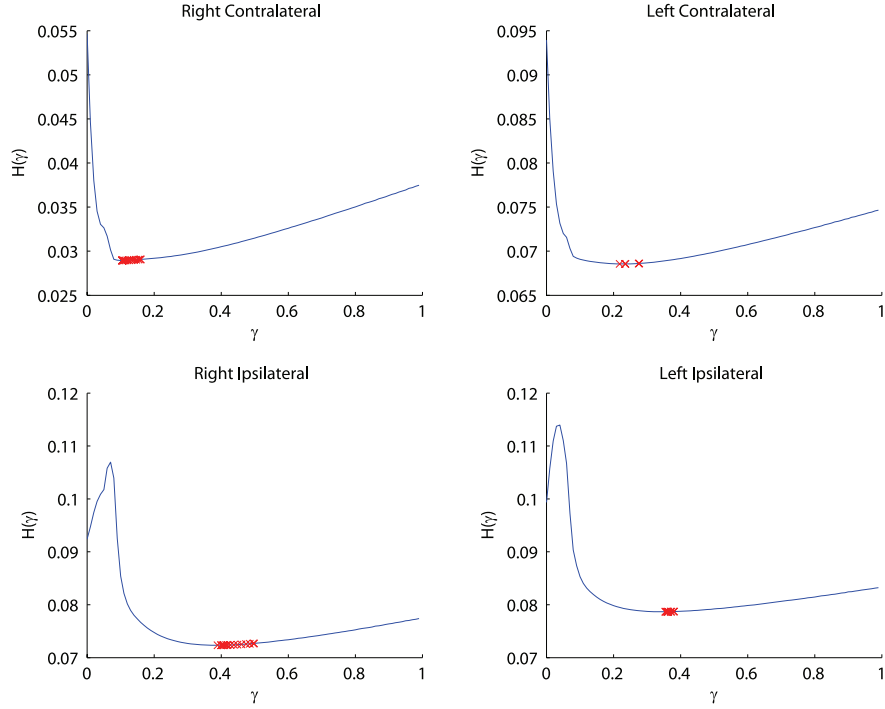 Right Contralateral
0.055
0.05
0.045
0.04
0.035
0.03
0.025
H(γ)
0 0.2 0.4 0.6 0.8 1
γ
Left Contralateral
0.095
0.09
0.085
0.08
0.075
0.07
0.065
H(γ)
0 0.2 0.4 0.6 0.8 1
γ
Right Ipsilateral
0.12
0.11
0.1
0.09
0.08
0.07
H(γ)
0 0.2 0.4 0.6 0.8 1
γ
Left Ipsilateral
0.12
0.11
0.1
0.09
0.08
0.07
H(γ)
0 0.2 0.4 0.6 0.8 1
γ